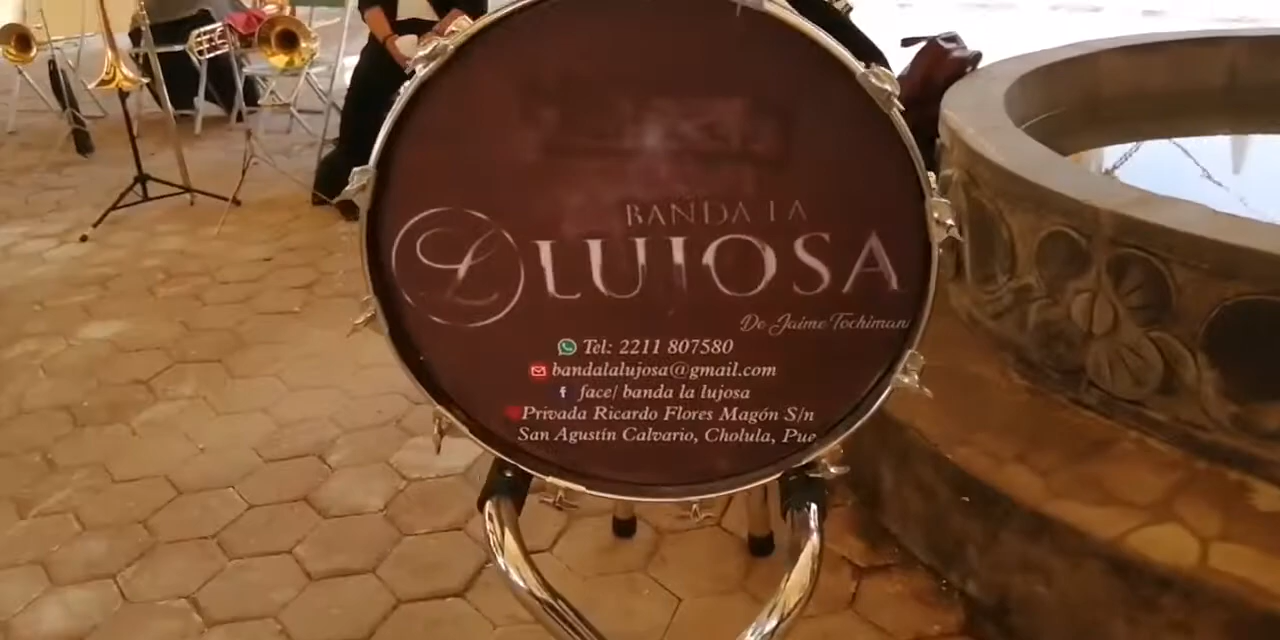 BANDA LA
L LUJOSA
De Jaime Tochimani
Tel: 2211 807580
bandalalujosa@gmail.com
f face/ banda la lujosa
Privada Ricardo Flores Magón S/n
San Agustín Calvario, Cholula, Pue